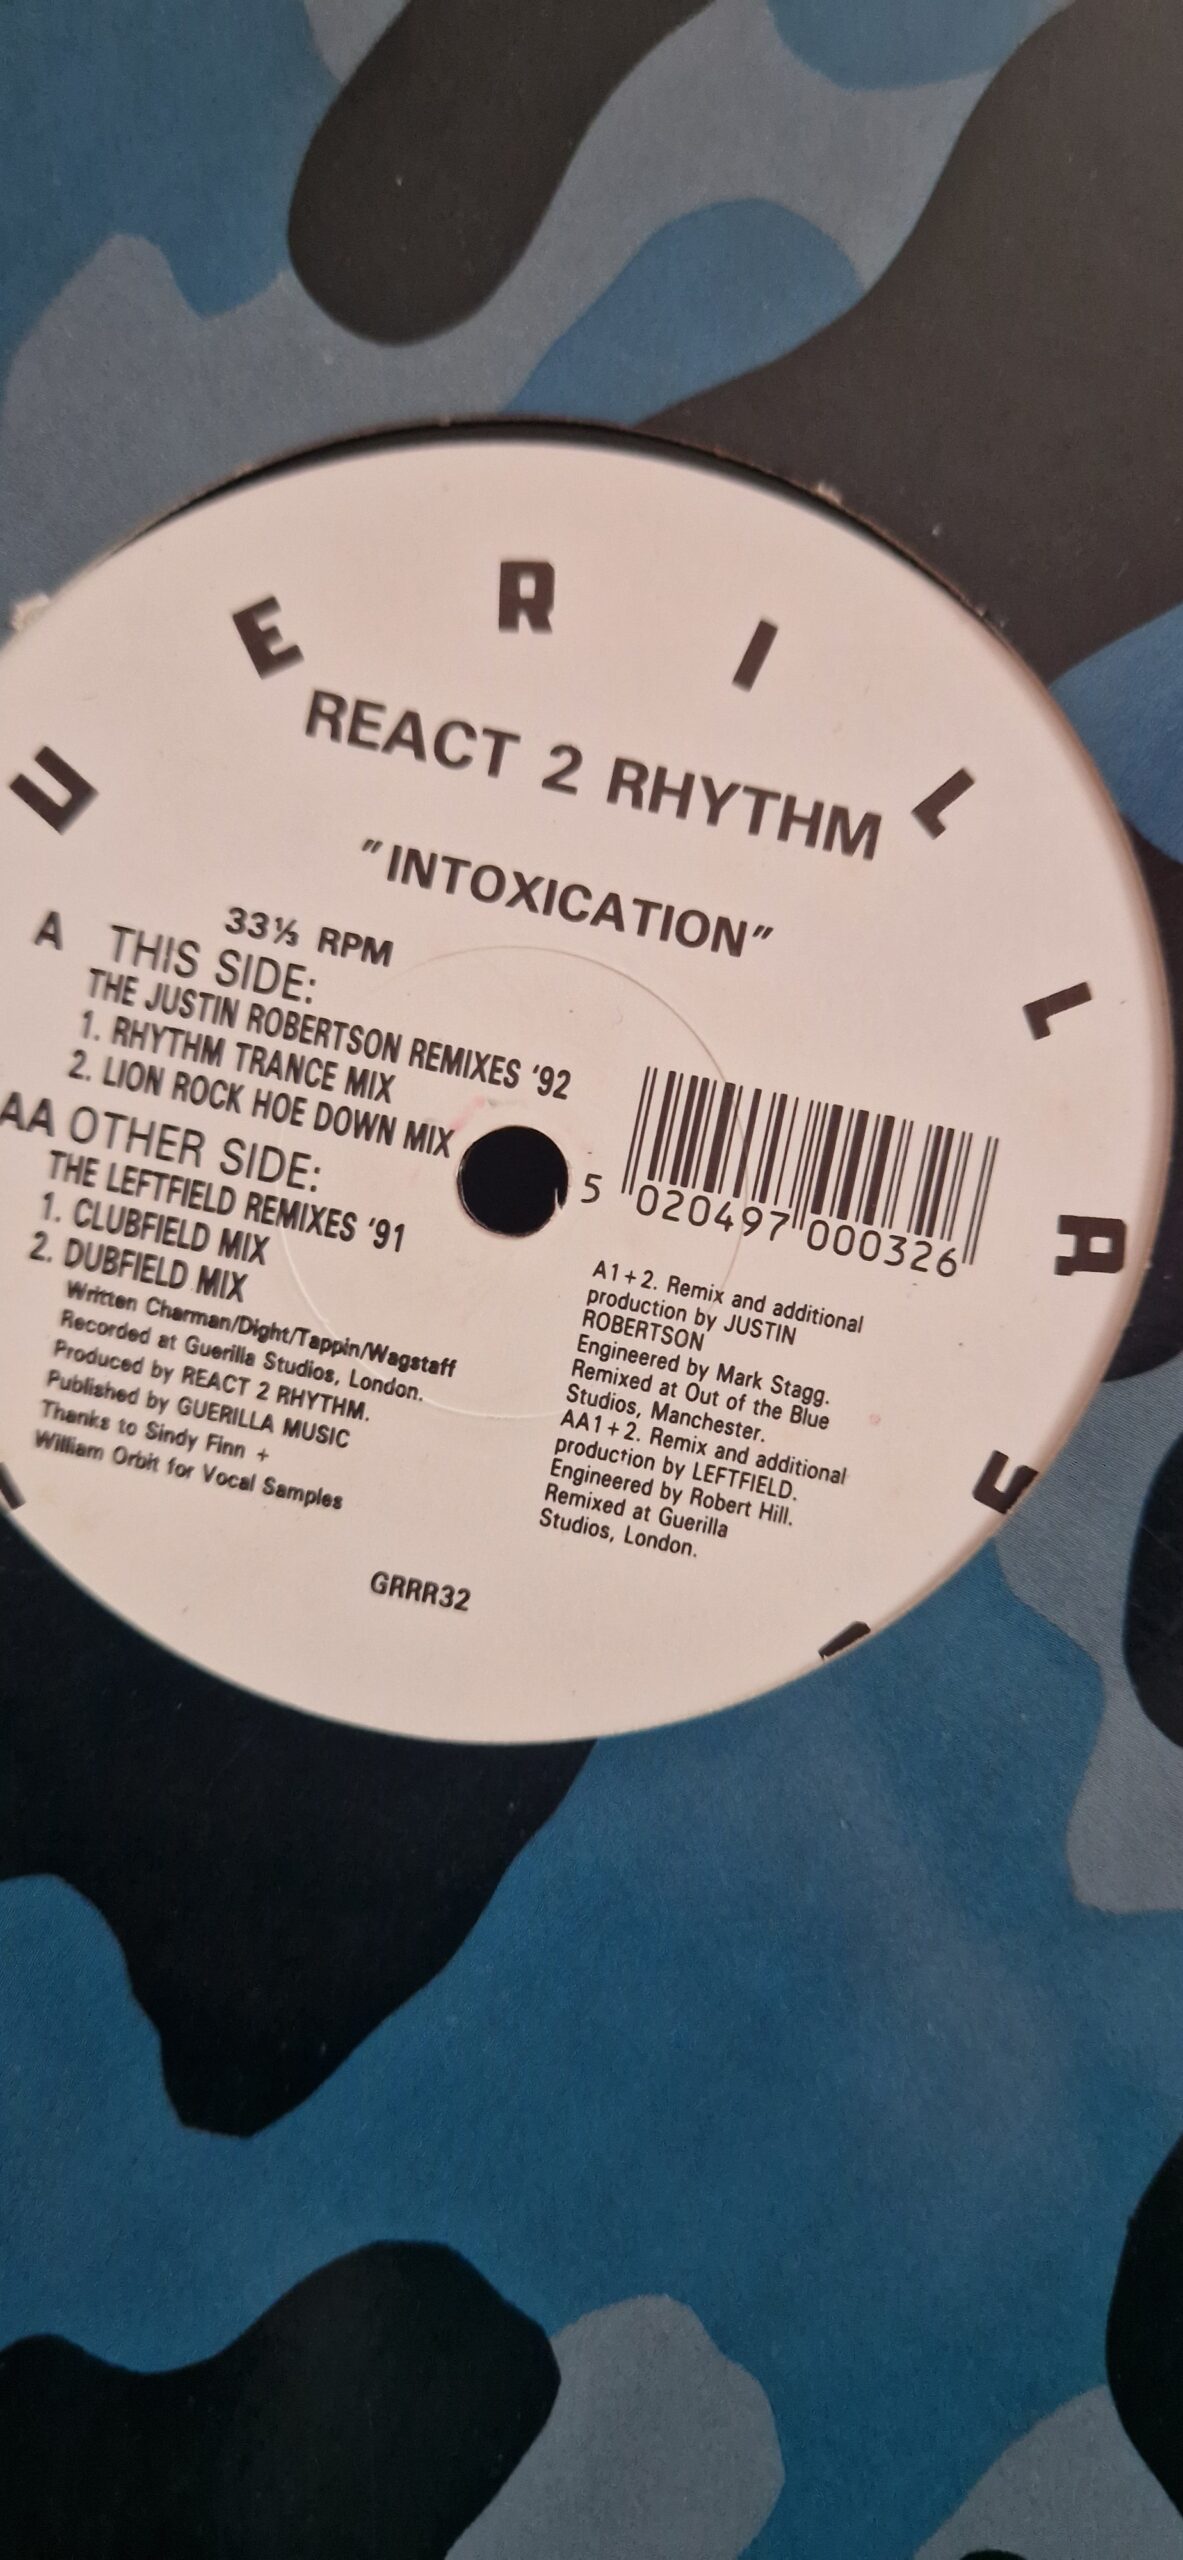 U E R I L L A S
REACT 2 RHYTHM
"INTOXICATION"
33⅓ RPM
A THIS SIDE:
THE JUSTIN ROBERTSON REMIXES '92
1. RHYTHM TRANCE MIX
2. LION ROCK HOE DOWN MIX
AA OTHER SIDE:
THE LEFTFIELD REMIXES '91
1. CLUBFIELD MIX
2. DUBFIELD MIX
Written Charman/Dight/Tappin/Wagstaff
Recorded at Guerilla Studios, London.
Produced by REACT 2 RHYTHM.
Published by GUERILLA MUSIC
Thanks to Sindy Finn +
William Orbit for Vocal Samples
5 020497 000326
A1+2. Remix and additional
production by JUSTIN
ROBERTSON
Engineered by Mark Stagg.
Remixed at Out of the Blue
Studios, Manchester.
AA1+2. Remix and additional
production by LEFTFIELD.
Engineered by Robert Hill.
Remixed at Guerilla
Studios, London.
GRRR32